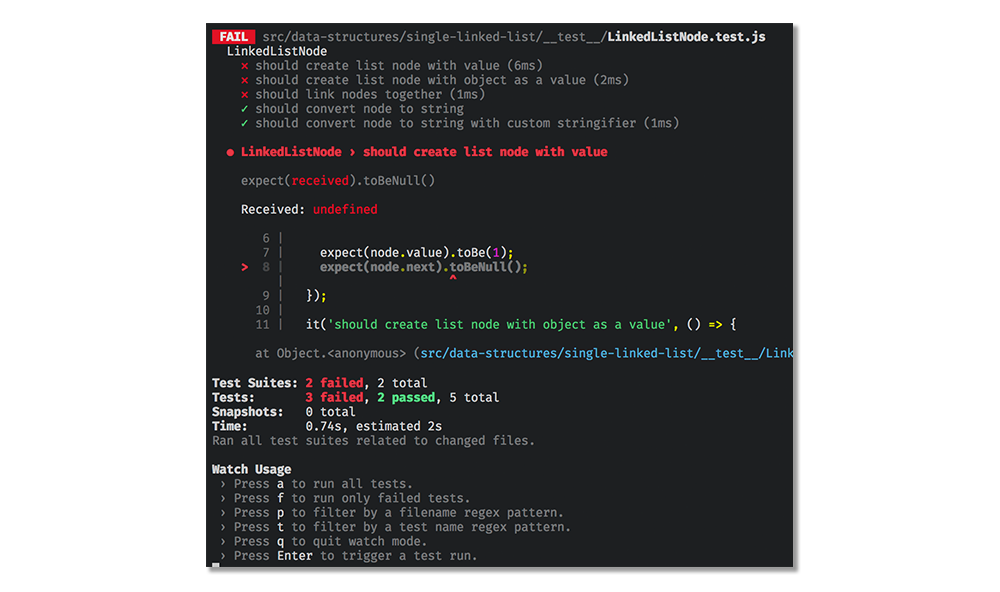 FAIL src/data-structures/single-linked-list/__test__/LinkedListNode.test.js
LinkedListNode
✕ should create list node with value (6ms)
✕ should create list node with object as a value (2ms)
✕ should link nodes together (1ms)
✓ should convert node to string
✓ should convert node to string with custom stringifier (1ms)
● LinkedListNode › should create list node with value
expect(received).toBeNull()
Received: undefined
6 |
7 | expect(node.value).toBe(1);
> 8 | expect(node.next).toBeNull();
| ^
9 | });
10 |
11 | it('should create list node with object as a value', () => {
at Object.<anonymous> (src/data-structures/single-linked-list/__test__/Link
Test Suites: 2 failed, 2 total
Tests: 3 failed, 2 passed, 5 total
Snapshots: 0 total
Time: 0.74s, estimated 2s
Ran all test suites related to changed files.
Watch Usage
› Press a to run all tests.
› Press f to run only failed tests.
› Press p to filter by a filename regex pattern.
› Press t to filter by a test name regex pattern.
› Press q to quit watch mode.
› Press Enter to trigger a test run.